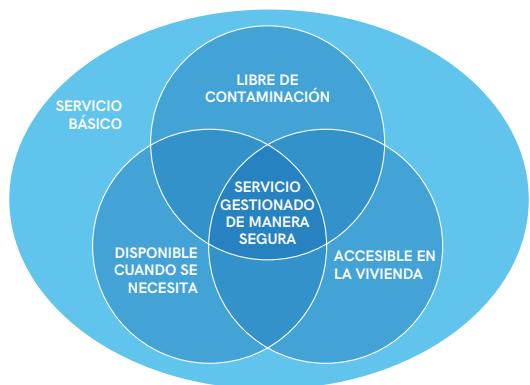 LIBRE DE
CONTAMINACIÓN
SERVICIO
BÁSICO
SERVICIO
GESTIONADO
DE MANERA
SEGURA
DISPONIBLE
CUANDO SE
NECESITA
ACCESIBLE EN
LA VIVIENDA